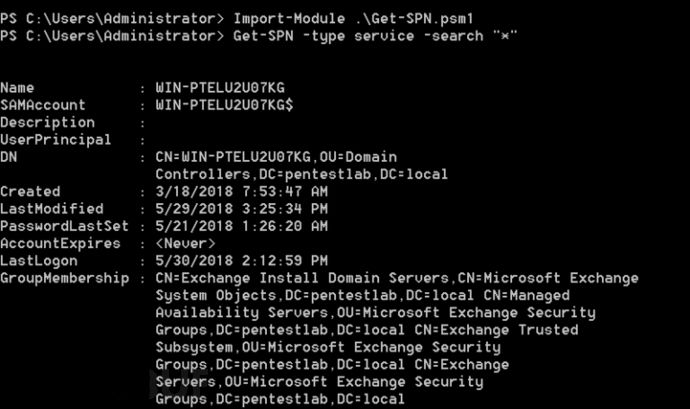 PS C:\Users\Administrator> Import-Module .\Get-SPN.psm1
PS C:\Users\Administrator> Get-SPN -type service -search "*"
Name : WIN-PTELU2U07KG
SAMAccount : WIN-PTELU2U07KG$
Description :
UserPrincipal :
DN : CN=WIN-PTELU2U07KG,OU=Domain
Controllers,DC=pentestlab,DC=local
Created : 3/18/2018 7:53:47 AM
LastModified : 5/29/2018 3:25:34 PM
PasswordLastSet : 5/21/2018 1:26:20 AM
AccountExpires : <Never>
LastLogon : 5/30/2018 2:12:59 PM
GroupMembership : CN=Exchange Install Domain Servers,CN=Microsoft Exchange
System Objects,DC=pentestlab,DC=local CN=Managed
Availability Servers,OU=Microsoft Exchange Security
Groups,DC=pentestlab,DC=local CN=Exchange Trusted
Subsystem,OU=Microsoft Exchange Security
Groups,DC=pentestlab,DC=local CN=Exchange
Servers,OU=Microsoft Exchange Security
Groups,DC=pentestlab,DC=local